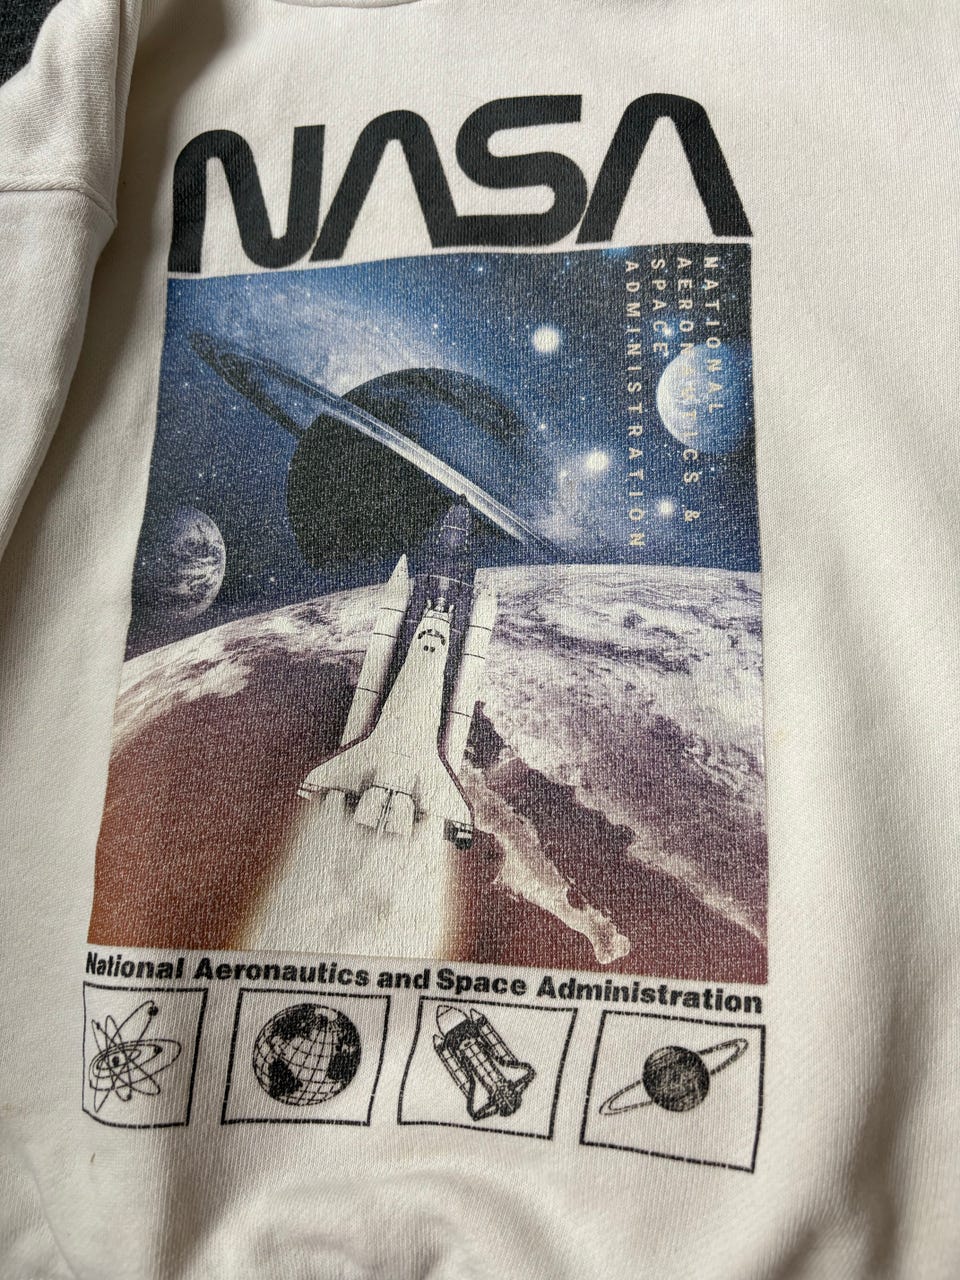 NASA
NATIONAL
AERONAUTICS &
SPACE
ADMINISTRATION
National Aeronautics and Space Administration